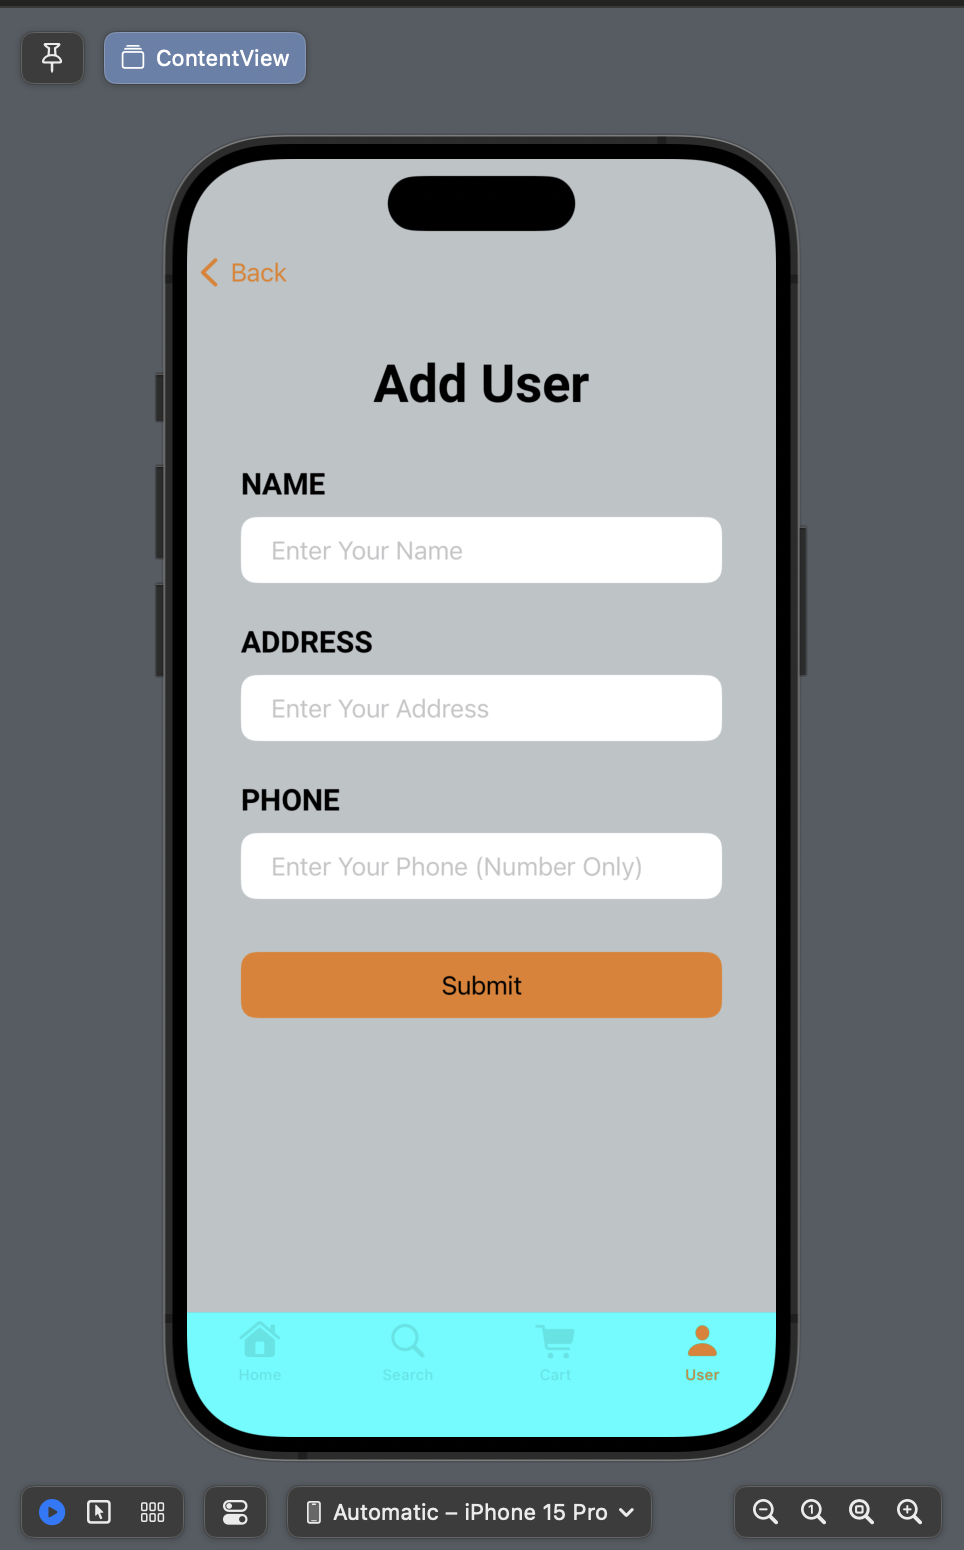 ContentView
Back
Add User
NAME
Enter Your Name
ADDRESS
Enter Your Address
PHONE
Enter Your Phone (Number Only)
Submit
Home Search Cart User
Automatic – iPhone 15 Pro
1